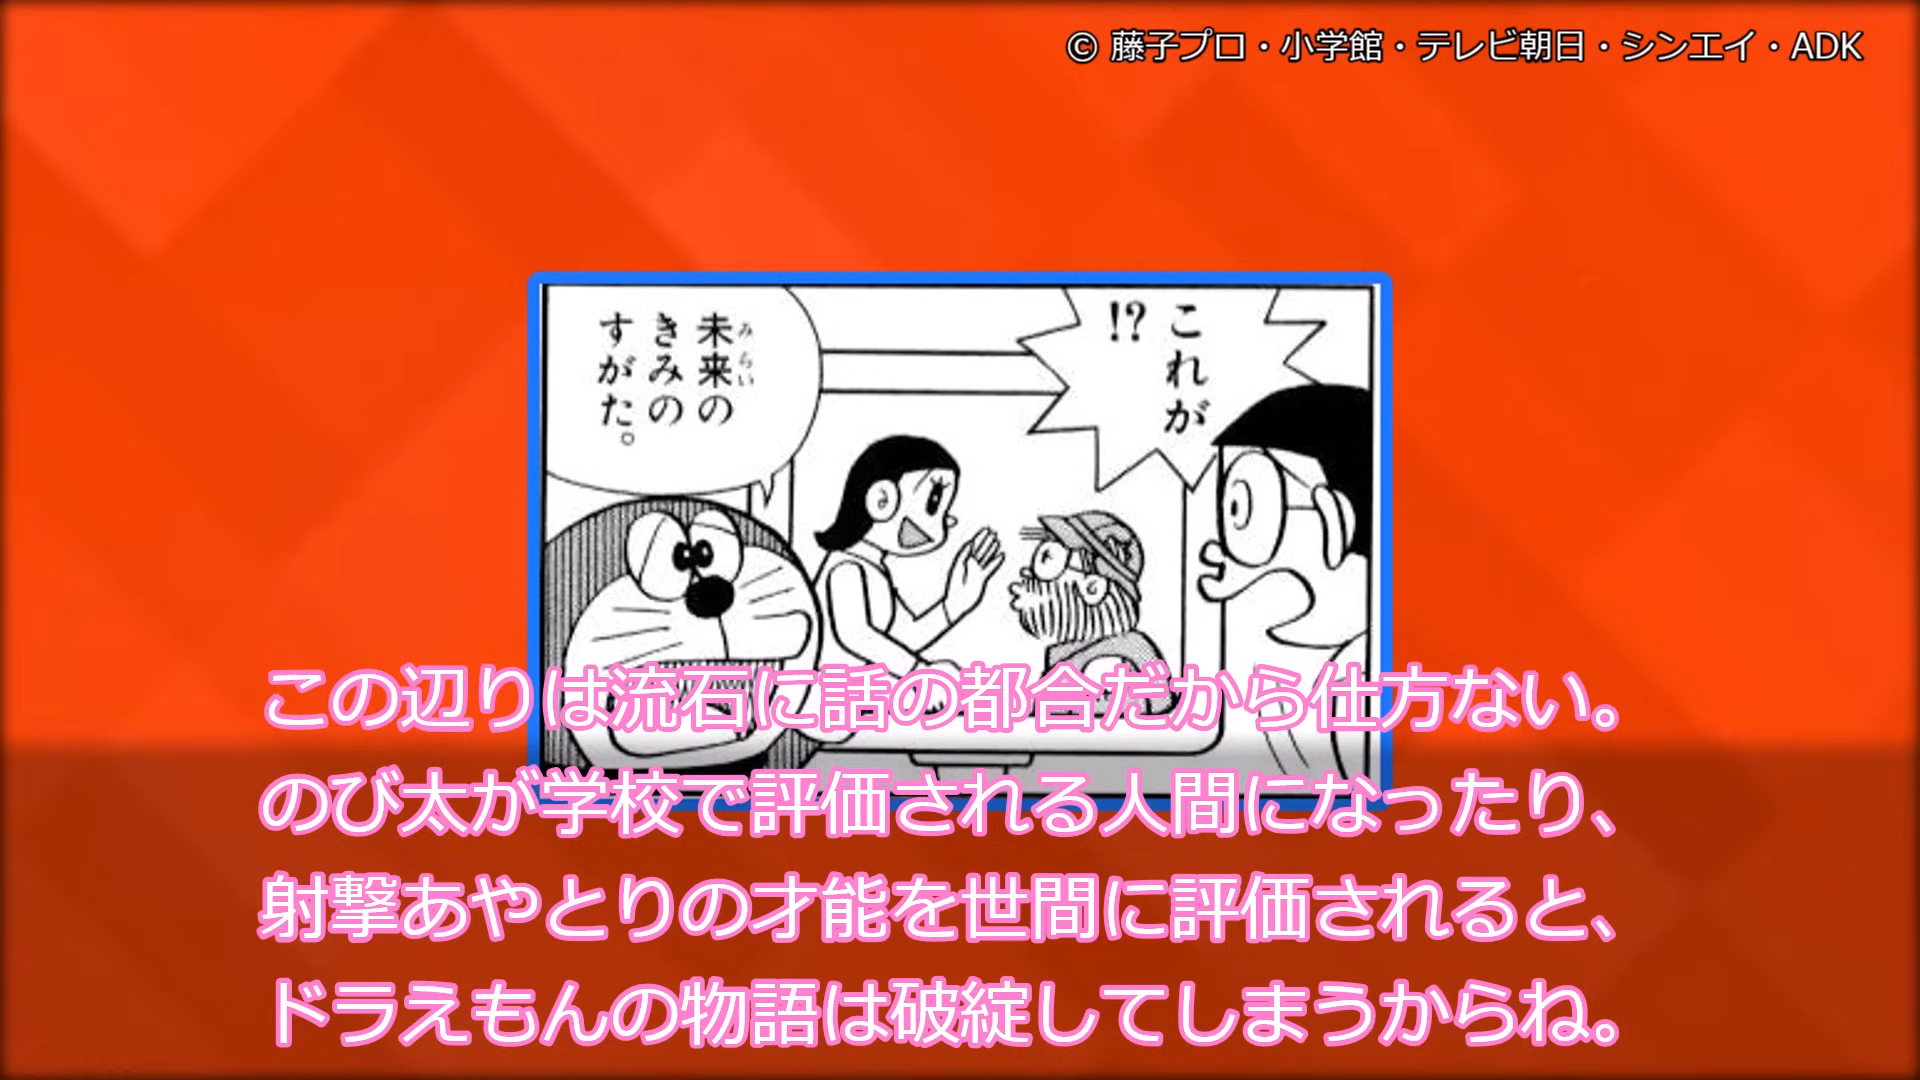 © 藤子プロ・小学館・テレビ朝日・シンエイ・ADK
これが
!?
未来の
みらい
きみの
すがた。
この辺りは流石に話の都合だから仕方ない。
のび太が学校で評価される人間になったり、
射撃あやとりの才能を世間に評価されると、
ドラえもんの物語は破綻してしまうからね。